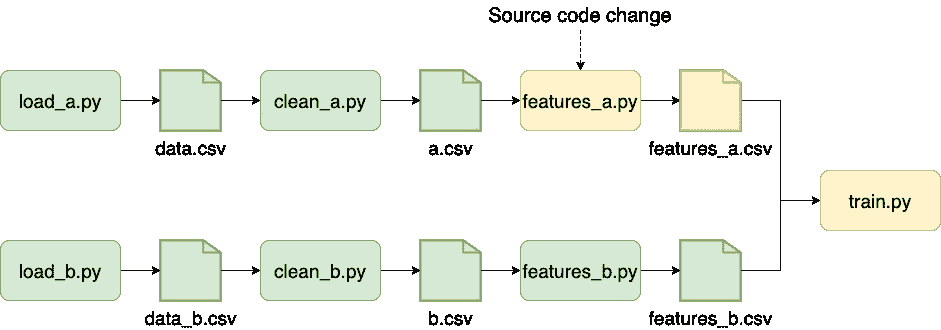 Source code change
load_a.py
clean_a.py
features_a.py
data.csv
a.csv
features_a.csv
train.py
load_b.py
clean_b.py
features_b.py
data_b.csv
b.csv
features_b.csv